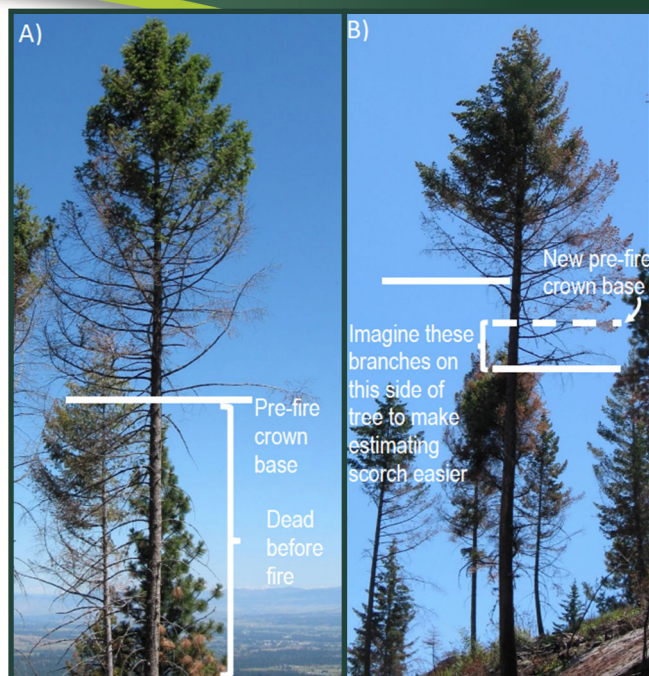 A)
Pre-fire
crown
base
Dead
before
fire
B)
New pre-fire
crown base
Imagine these
branches on
this side of
tree to make
estimating
scorch easier